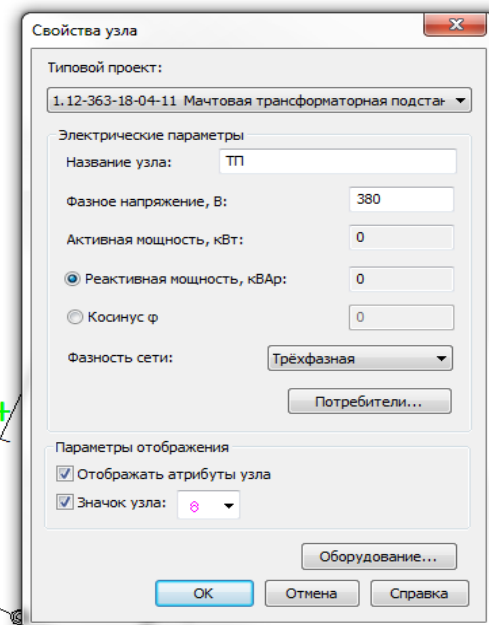 Свойства узла
Типовой проект:
1.12-363-18-04-11 Мачтовая трансформаторная подстан
Электрические параметры
Название узла: ТП
Фазное напряжение, В: 380
Активная мощность, кВт: 0
Реактивная мощность, кВАр: 0
Косинус φ 0
Фазность сети: Трёхфазная
Потребители...
Параметры отображения
Отображать атрибуты узла
Значок узла:
Оборудование...
ОК Отмена Справка